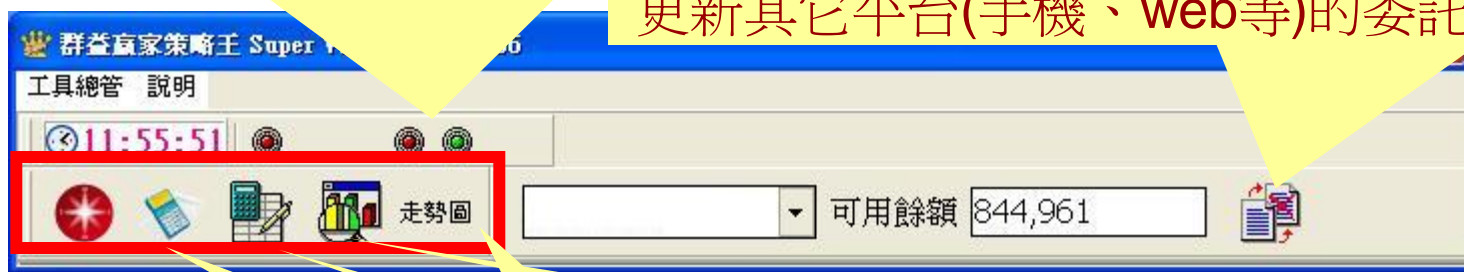 更新其它平台(手機、web等)的委託
群益贏家策略王 Super
工具總管 說明
11:55:51
走勢圖 可用餘額 844,961